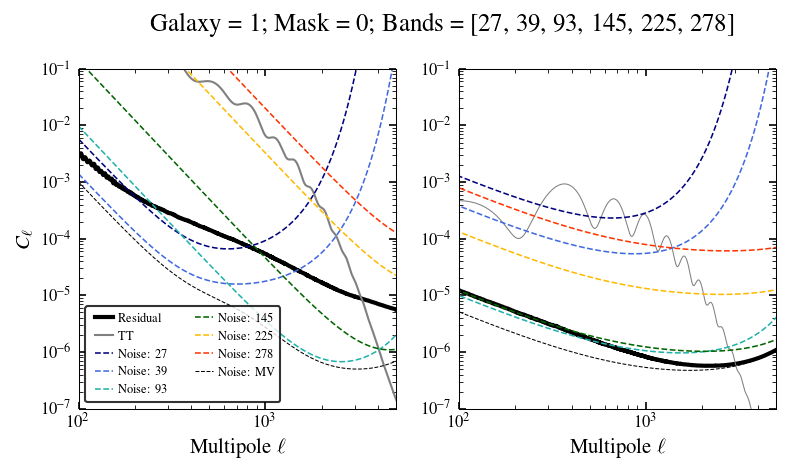 Galaxy = 1; Mask = 0; Bands = [27, 39, 93, 145, 225, 278]
10⁻¹
10⁻²
10⁻³
10⁻⁴
10⁻⁵
10⁻⁶
10⁻⁷
C_ℓ
Residual
TT
Noise: 27
Noise: 39
Noise: 93
Noise: 145
Noise: 225
Noise: 278
Noise: MV
10²
10³
Multipole ℓ
10⁻¹
10⁻²
10⁻³
10⁻⁴
10⁻⁵
10⁻⁶
10⁻⁷
10²
10³
Multipole ℓ